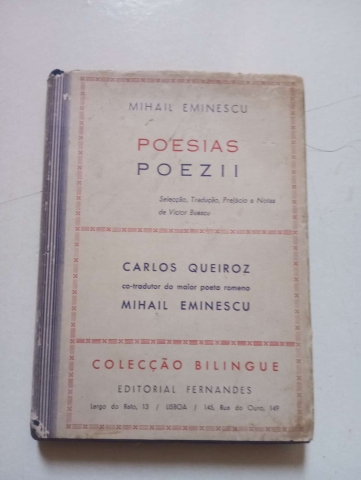 MIHAIL EMINESCU
POESIAS
POEZII
Selecção, Tradução, Prefácio e Notas
de Victor Buescu
CARLOS QUEIROZ
co-tradutor do maior poeta romeno
MIHAIL EMINESCU
COLECÇÃO BILINGUE
EDITORIAL FERNANDES
Largo do Rato, 13 / LISBOA / 145, Rua do Ouro, 149